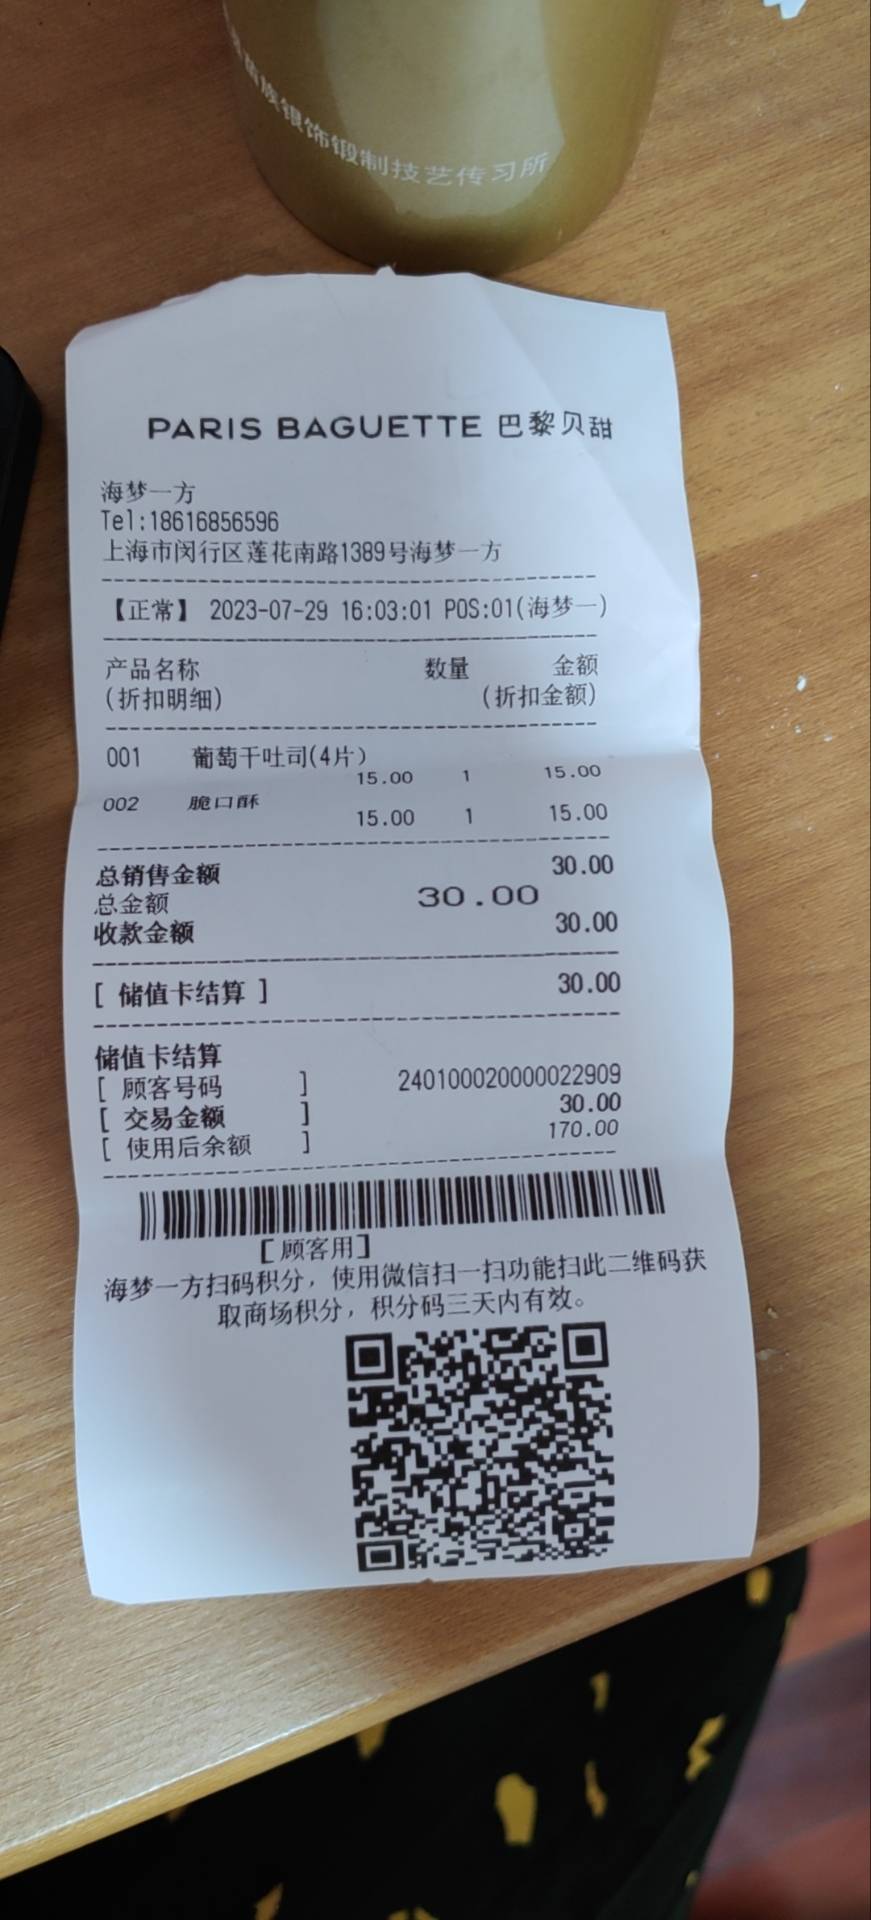 族银饰锻制技艺传习所
PARIS BAGUETTE 巴黎贝甜
海梦一方
Tel:18616856596
上海市闵行区莲花南路1389号海梦一方
【正常】 2023-07-29 16:03:01 POS:01(海梦一)
产品名称 数量 金额
(折扣明细) (折扣金额)
001 葡萄干吐司(4片)
15.00 1 15.00
002 脆口酥
15.00 1 15.00
总销售金额 30.00
总金额 30.00
收款金额 30.00
[ 储值卡结算 ] 30.00
储值卡结算
[ 顾客号码 ] 240100020000022909
[ 交易金额 ] 30.00
[ 使用后余额 ] 170.00
[顾客用]
海梦一方扫码积分，使用微信扫一扫功能扫此二维码获
取商场积分，积分码三天内有效。